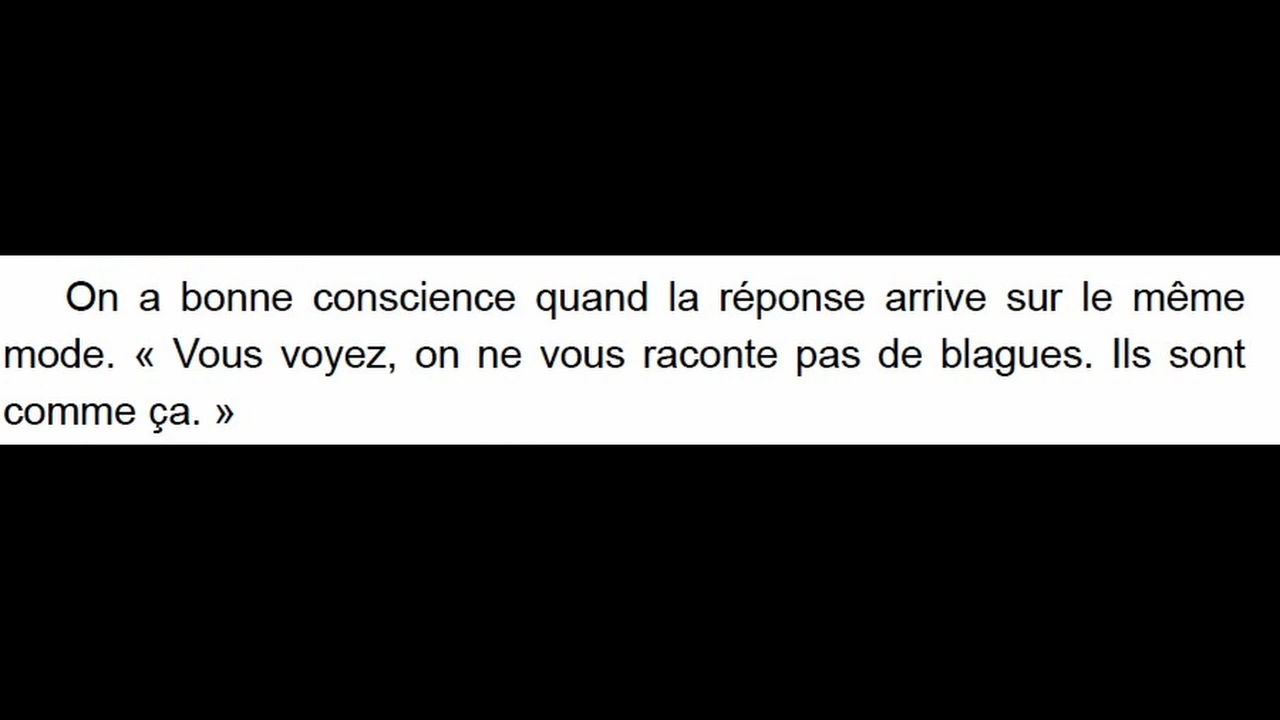 On a bonne conscience quand la réponse arrive sur le même
mode. « Vous voyez, on ne vous raconte pas de blagues. Ils sont
comme ça. »